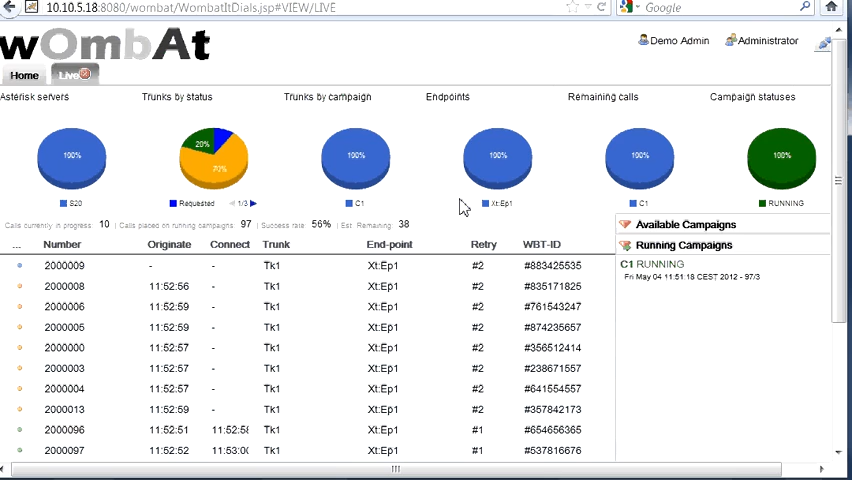 10.10.5.18:8080/wombat/WombatItDials.jsp#VIEW/LIVE
Google
wOmbAt
Demo Admin
Administrator
Home
Live
Asterisk servers
Trunks by status
Trunks by campaign
Endpoints
Remaining calls
Campaign statuses
100%
20%
70%
100%
100%
100%
100%
S20
Requested
1/3
C1
Xt:Ep1
C1
RUNNING
Calls currently in progress: 10 | Calls placed on running campaigns: 97 | Success rate: 56% | Est. Remaining: 38
... Number Originate Connect Trunk End-point Retry WBT-ID
2000009 - Tk1 Xt:Ep1 #2 #883425535
2000008 11:52:56 - Tk1 Xt:Ep1 #2 #835171825
2000006 11:52:59 - Tk1 Xt:Ep1 #2 #761543247
2000005 11:52:59 - Tk1 Xt:Ep1 #2 #874235657
2000000 11:52:57 - Tk1 Xt:Ep1 #2 #356512414
2000003 11:52:57 - Tk1 Xt:Ep1 #2 #238671557
2000004 11:52:57 - Tk1 Xt:Ep1 #2 #641554557
2000013 11:52:59 - Tk1 Xt:Ep1 #2 #357842173
2000096 11:52:51 11:52:58 Tk1 Xt:Ep1 #1 #654656365
2000097 11:52:52 11:53:00 Tk1 Xt:Ep1 #1 #537816676
Available Campaigns
Running Campaigns
C1 RUNNING
Fri May 04 11:51:18 CEST 2012 - 97/3